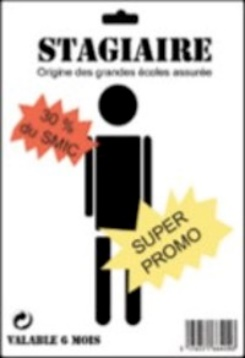 STAGIAIRE
Origine des grandes écoles assurée
30 %
du SMIC
SUPER
PROMO
VALABLE 6 MOIS